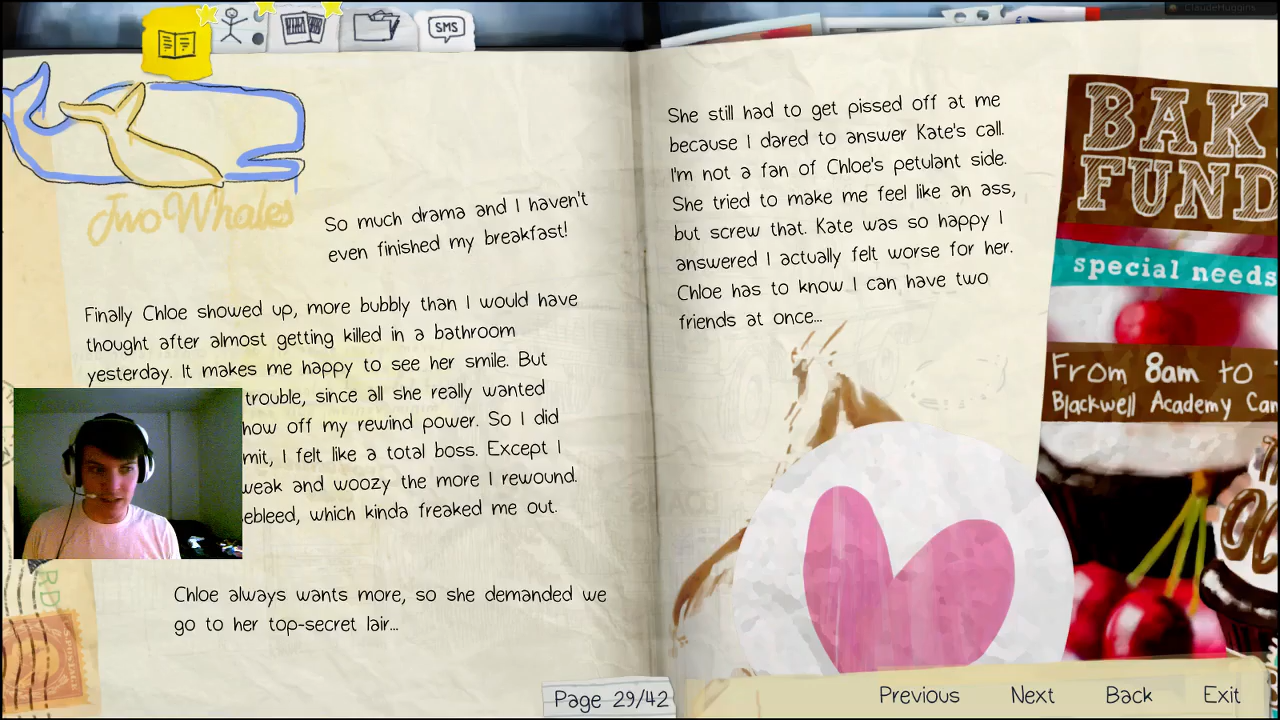 ClaudeHuggins
SMS
Two Whales
So much drama and I haven't
even finished my breakfast!
Finally Chloe showed up, more bubbly than I would have
thought after almost getting killed in a bathroom
yesterday. It makes me happy to see her smile. But
trouble, since all she really wanted
how off my rewind power. So I did
mit, I felt like a total boss. Except I
weak and woozy the more I rewound.
ebleed, which kinda freaked me out.
Chloe always wants more, so she demanded we
go to her top-secret lair...
She still had to get pissed off at me
because I dared to answer Kate's call.
I'm not a fan of Chloe's petulant side.
She tried to make me feel like an ass,
but screw that. Kate was so happy I
answered I actually felt worse for her.
Chloe has to know I can have two
friends at once...
BAK
FUND
special needs
From 8am to
Blackwell Academy Cam
Page 29/42
Previous Next Back Exit